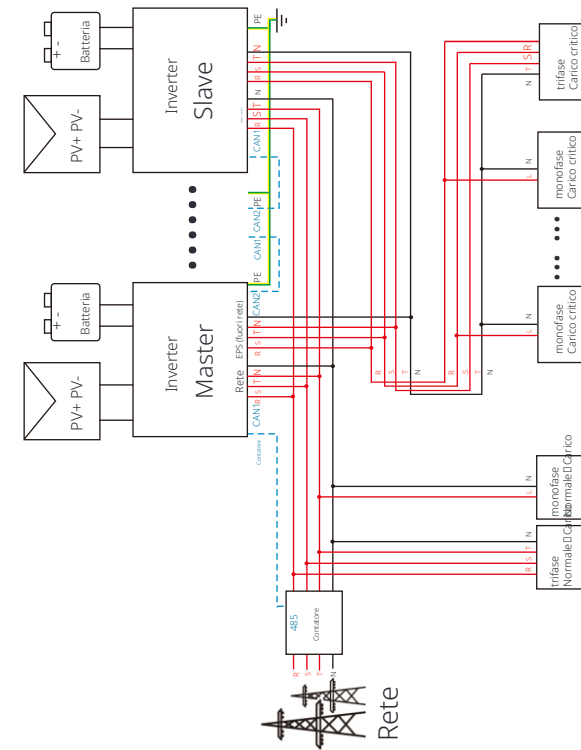 PV+ PV-
+ -
Batteria
PV+ PV-
+ -
Batteria
Inverter
Master
Inverter
Slave
Contatore
CAN1
R
S
T
N
Rete
R
S
T
N
EPS (fuori rete)
CAN2
PE
CAN1
CAN2
PE
CAN1
R
S
T
N
R
S
T
N
PE
Rete
R
S
T
N
485
Contatore
R
S
T
N
R
S
T
N
R
S
T
N
trifase
Normale Carico
L
N
monofase
Normale Carico
L
N
monofase
Carico critico
L
N
monofase
Carico critico
N
T
S
R
trifase
Carico critico